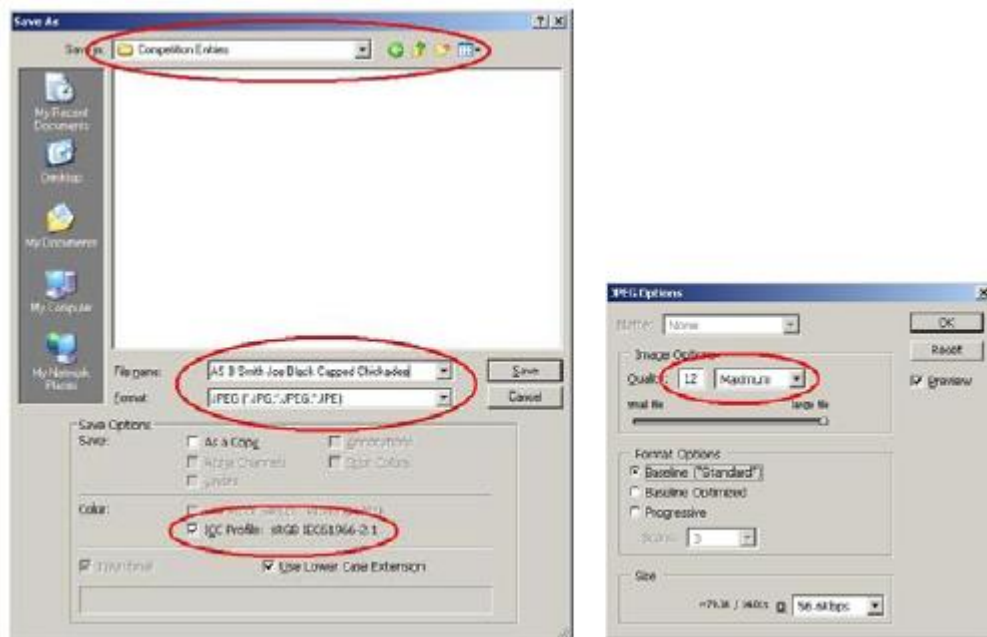 Save As
Save in: Competition Entries
My Recent
Documents
Desktop
My Documents
My Computer
My Network
Places
File name: AS B Smith Joe Black Capped Chickadee
Save
Format: JPEG (*.JPG;*.JPEG;*.JPE)
Cancel
Save Options
Save: As a Copy Annotations
Alpha Channels Spot Colors
Layers
Color:
ICC Profile: sRGB IEC61966-2.1
Thumbnail Use Lower Case Extension
JPEG Options
Matte: None OK
Reset
Image Options
Quality: 12 Maximum Preview
small file large file
Format Options
Baseline ("Standard")
Baseline Optimized
Progressive
Scans: 3
Size
56.6Kbps